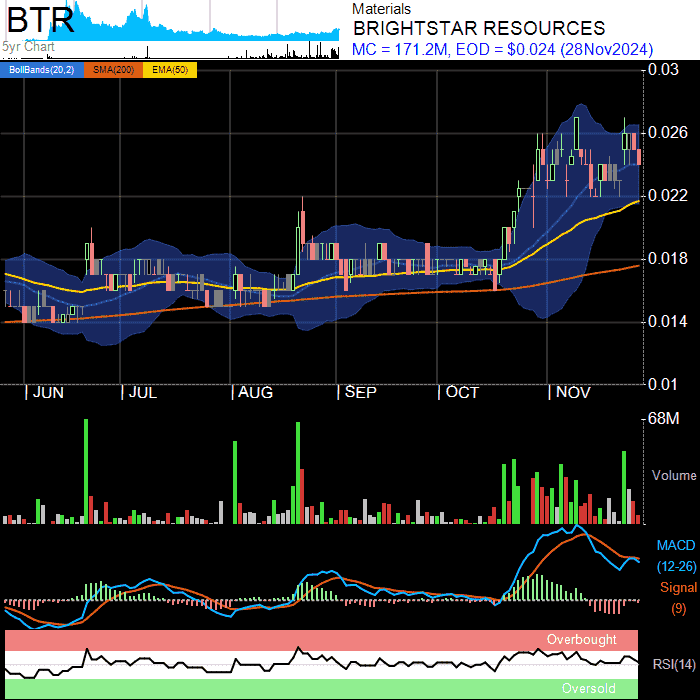 BTR
5yr Chart
Materials
BRIGHTSTAR RESOURCES
MC = 171.2M, EOD = $0.024 (28Nov2024)
BollBands(20,2) SMA(200) EMA(50)
0.03
0.026
0.022
0.018
0.014
0.01
JUN JUL AUG SEP OCT NOV
68M
Volume
MACD
(12-26)
Signal
(9)
Overbought
RSI(14)
Oversold